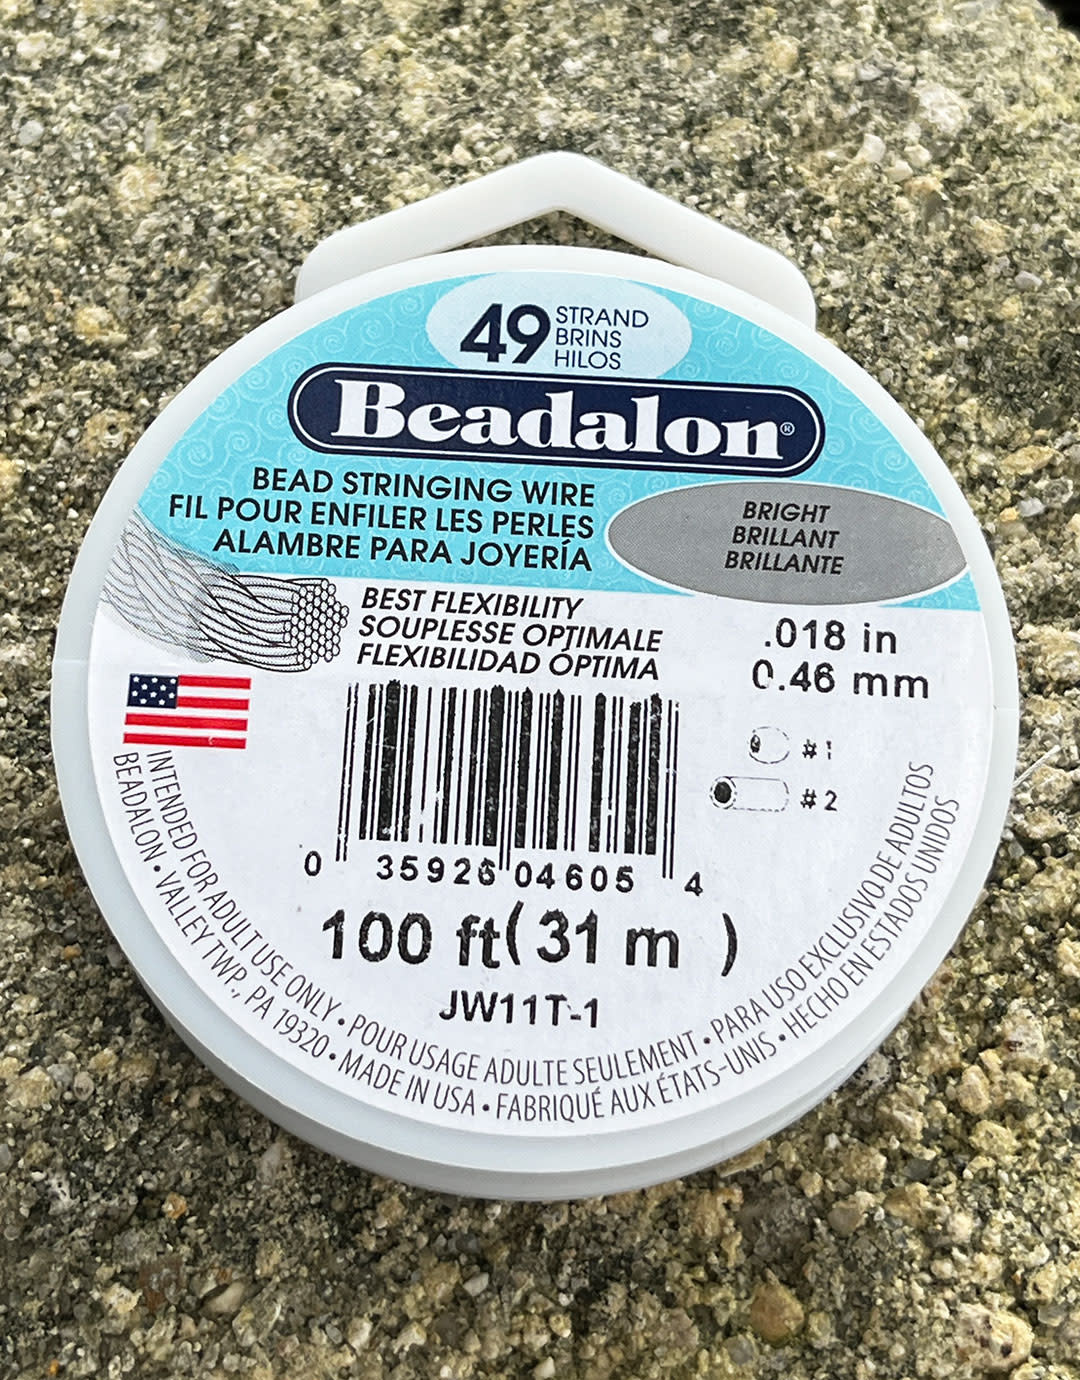 49 STRAND
BRINS
HILOS
Beadalon®
BEAD STRINGING WIRE
FIL POUR ENFILER LES PERLES
ALAMBRE PARA JOYERÍA
BRIGHT
BRILLANT
BRILLANTE
BEST FLEXIBILITY
SOUPLESSE OPTIMALE
FLEXIBILIDAD ÓPTIMA
.018 in
0.46 mm
#1
#2
0 35926 04605 4
100 ft(31 m )
JW11T-1
INTENDED FOR ADULT USE ONLY • POUR USAGE ADULTE SEULEMENT • PARA USO EXCLUSIVO DE ADULTOS
BEADALON • VALLEY TWP., PA 19320 • MADE IN USA • FABRIQUÉ AUX ÉTATS-UNIS • HECHO EN ESTADOS UNIDOS